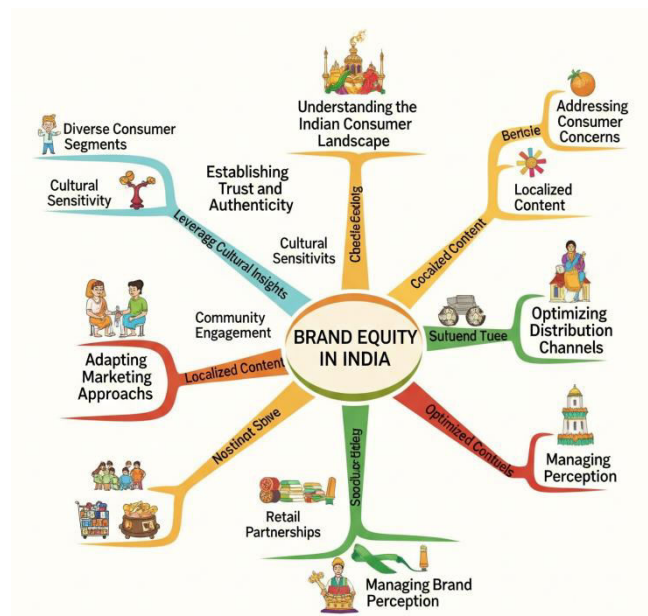 Understanding the
Indian Consumer
Landscape
Addressing
Consumer
Concerns
Diverse Consumer
Segments
Cultural
Sensitivity
Establishing
Trust and
Authenticity
Localized
Content
Cultural
Sensitivits
Leveragg Cultural Insights
Cocalized Content
Community
Engagement
BRAND EQUITY
IN INDIA
Sutuend Tuee
Optimizing
Distribution
Channels
Adapting
Marketing
Approachs
Localized Content
Nostinat Sbive
Optimized Contuels
Managing
Perception
Retail
Partnerships
Managing Brand
Perception